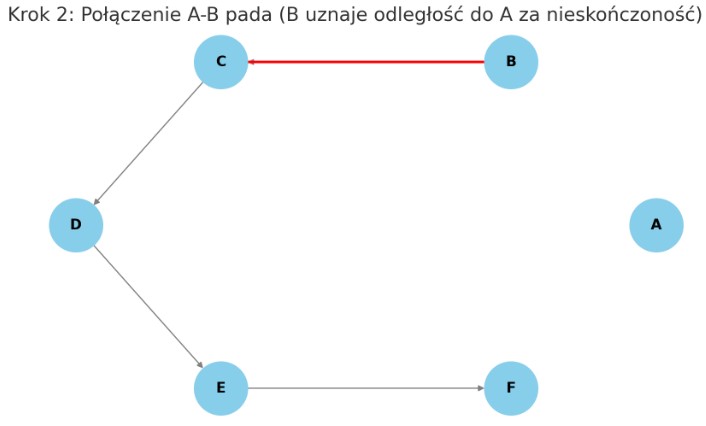 Krok 2: Połączenie A-B pada (B uznaje odległość do A za nieskończoność)
C
B
D
A
E
F